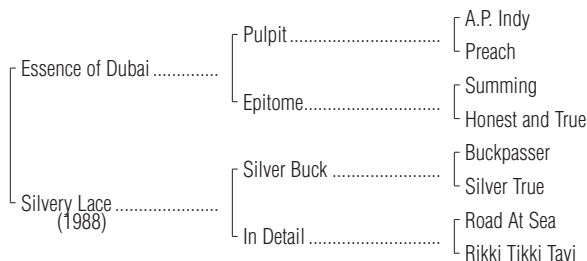 A.P. Indy
Pulpit
Preach
Essence of Dubai
Summing
Epitome
Honest and True
Buckpasser
Silver Buck
Silver True
Silvery Lace
(1988)
Road At Sea
In Detail
Rikki Tikki Tavi